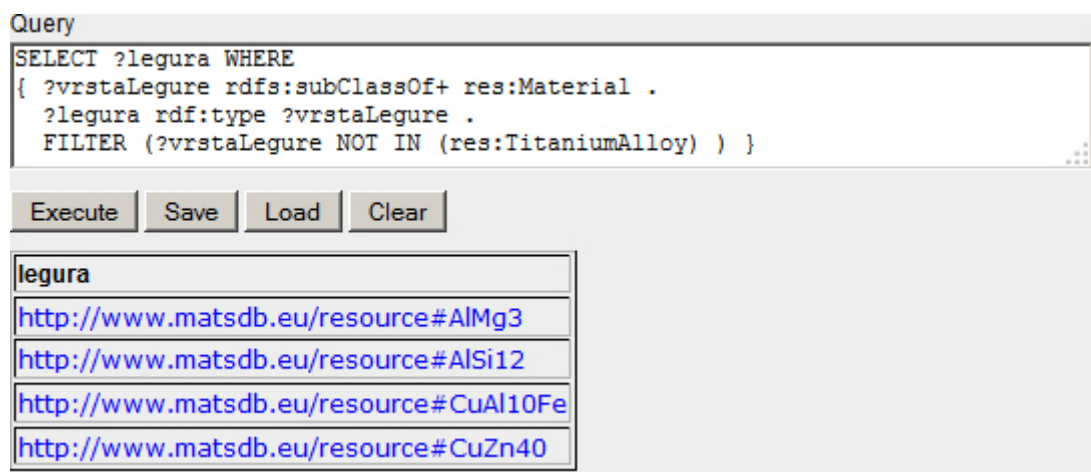 Query
SELECT ?legura WHERE
{ ?vrstaLegure rdfs:subClassOf+ res:Material .
?legura rdf:type ?vrstaLegure .
FILTER (?vrstaLegure NOT IN (res:TitaniumAlloy) ) }
Execute Save Load Clear
legura
http://www.matsdb.eu/resource#AlMg3
http://www.matsdb.eu/resource#AlSi12
http://www.matsdb.eu/resource#CuAl10Fe
http://www.matsdb.eu/resource#CuZn40